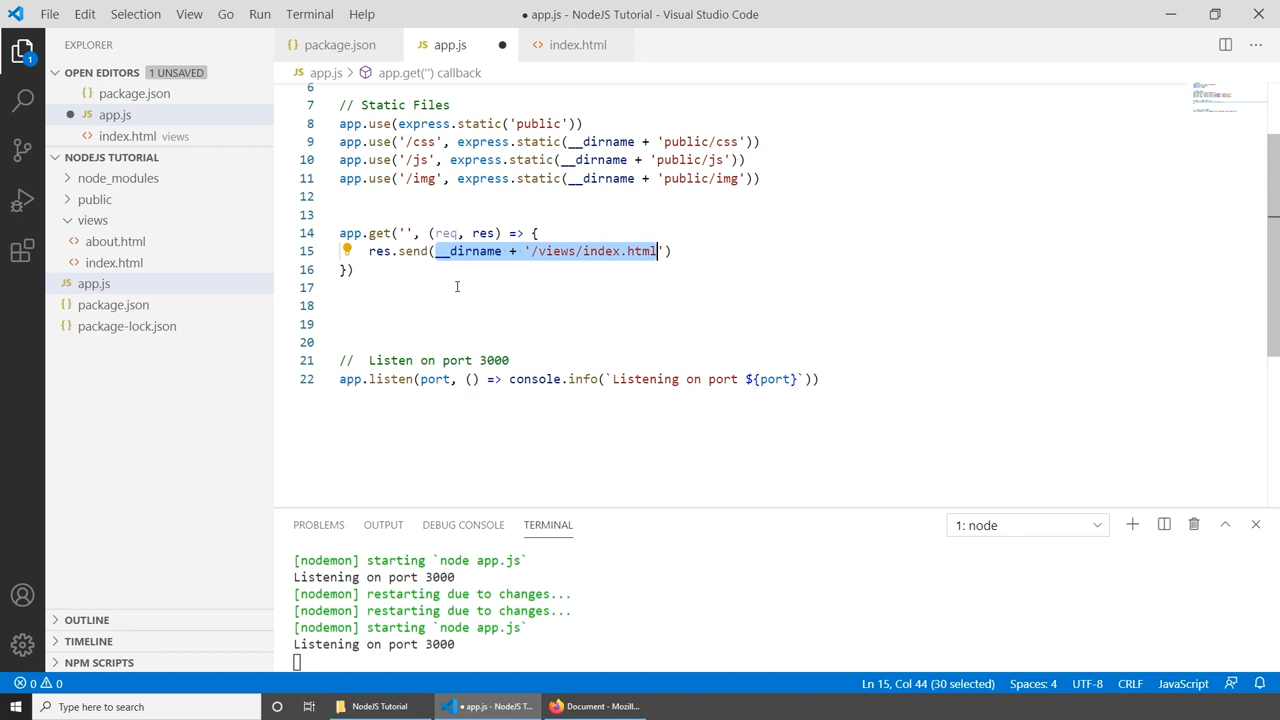 File Edit Selection View Go Run Terminal Help
● app.js - NodeJS Tutorial - Visual Studio Code
EXPLORER
{} package.json
JS app.js ●
<> index.html
OPEN EDITORS 1 UNSAVED
JS app.js > app.get('') callback
{} package.json
● JS app.js
<> index.html views
NODEJS TUTORIAL
node_modules
public
views
<> about.html
<> index.html
JS app.js
{} package.json
{} package-lock.json
OUTLINE
TIMELINE
NPM SCRIPTS
1
6
7 // Static Files
8 app.use(express.static('public'))
9 app.use('/css', express.static(__dirname + 'public/css'))
10 app.use('/js', express.static(__dirname + 'public/js'))
11 app.use('/img', express.static(__dirname + 'public/img'))
12
13
14 app.get('', (req, res) => {
15 res.send(__dirname + '/views/index.html')
16 })
17
18
19
20
21 // Listen on port 3000
22 app.listen(port, () => console.info(`Listening on port ${port}`))
PROBLEMS OUTPUT DEBUG CONSOLE TERMINAL
1: node
[nodemon] starting `node app.js`
Listening on port 3000
[nodemon] restarting due to changes...
[nodemon] restarting due to changes...
[nodemon] starting `node app.js`
Listening on port 3000
0 0
Ln 15, Col 44 (30 selected) Spaces: 4 UTF-8 CRLF JavaScript
Type here to search
NodeJS Tutorial
● app.js - NodeJS T...
Document - Mozill...